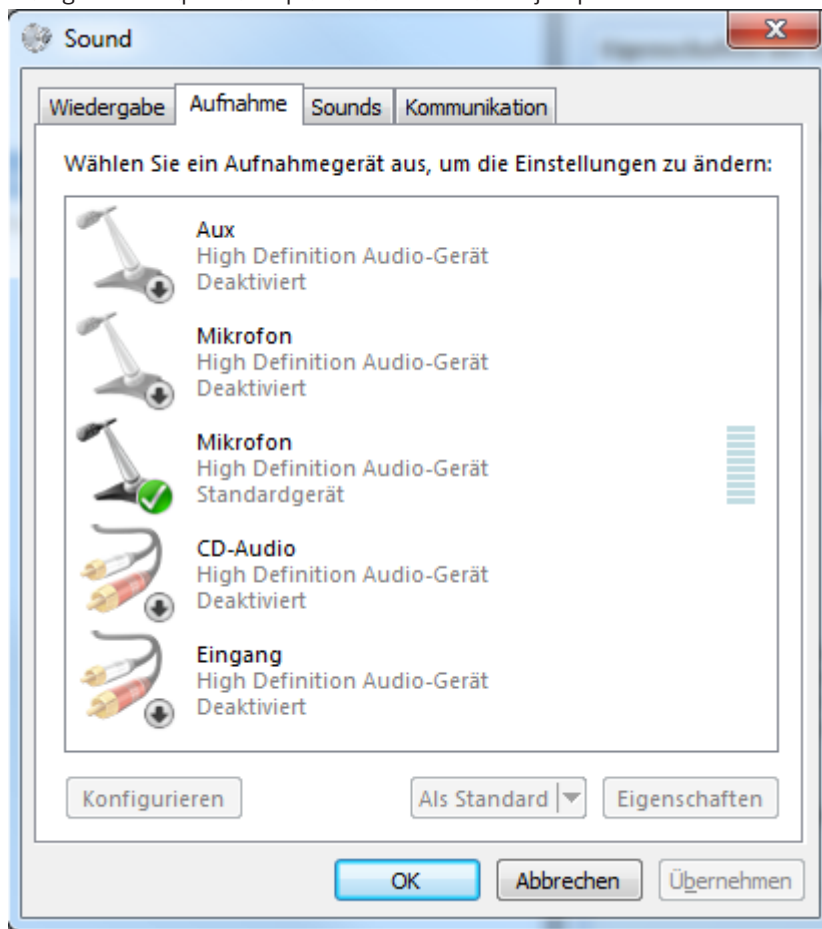 Sound
Wiedergabe
Aufnahme
Sounds
Kommunikation
Wählen Sie ein Aufnahmegerät aus, um die Einstellungen zu ändern:
Aux
High Definition Audio-Gerät
Deaktiviert
Mikrofon
High Definition Audio-Gerät
Deaktiviert
Mikrofon
High Definition Audio-Gerät
Standardgerät
CD-Audio
High Definition Audio-Gerät
Deaktiviert
Eingang
High Definition Audio-Gerät
Deaktiviert
Konfigurieren
Als Standard
Eigenschaften
OK
Abbrechen
Übernehmen